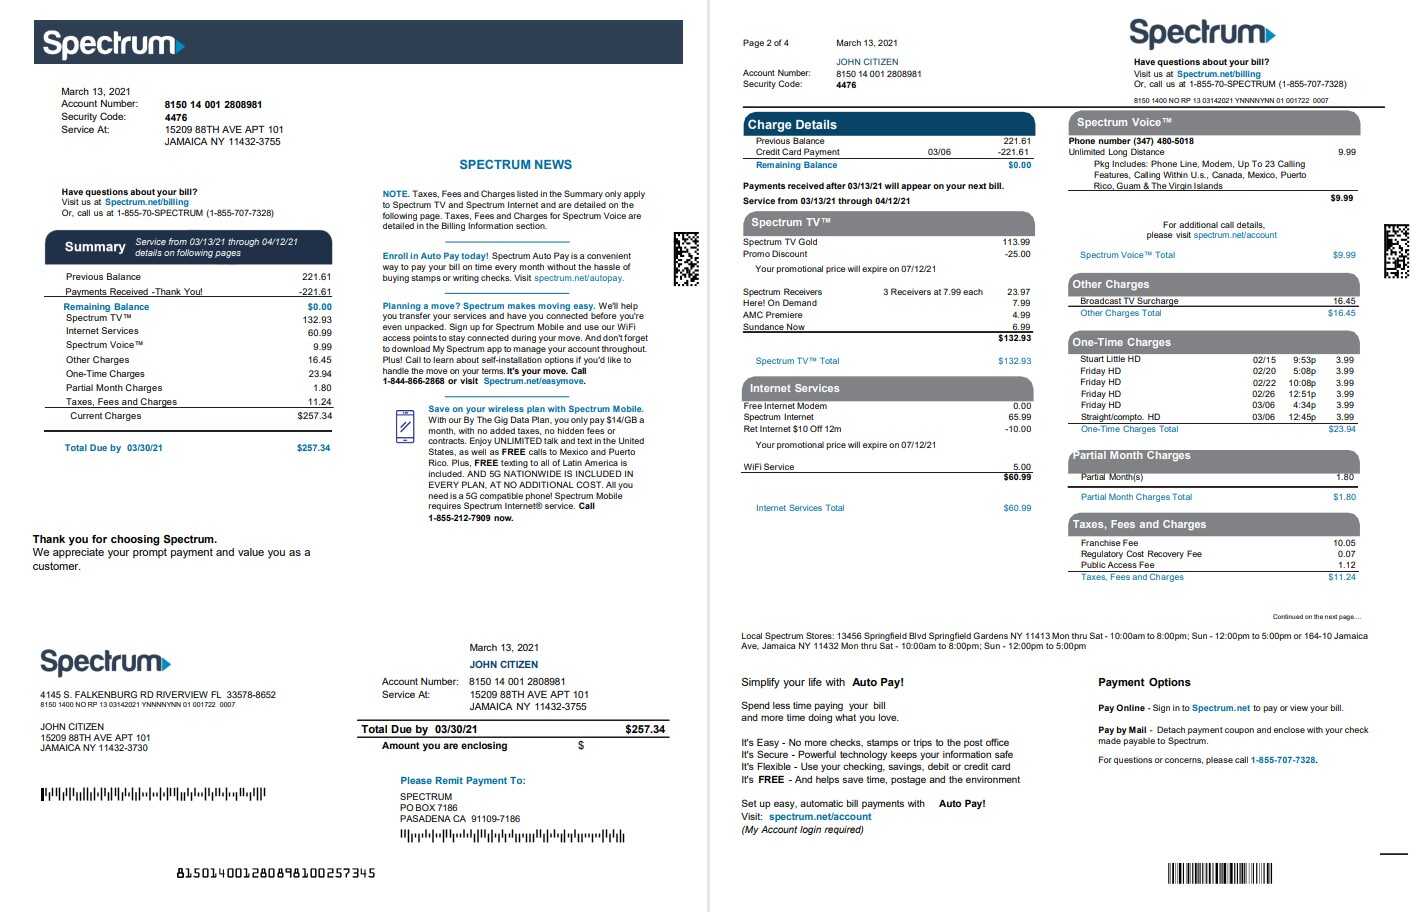 Spectrum
March 13, 2021
Account Number: 8150 14 001 2808981
Security Code: 4476
Service At: 15209 88TH AVE APT 101
JAMAICA NY 11432-3755
Have questions about your bill?
Visit us at Spectrum.net/billing
Or, call us at 1-855-70-SPECTRUM (1-855-707-7328)
Summary Service from 03/13/21 through 04/12/21
details on following pages
Previous Balance 221.61
Payments Received -Thank You! -221.61
Remaining Balance $0.00
Spectrum TV™ 132.93
Internet Services 60.99
Spectrum Voice™ 9.99
Other Charges 16.45
One-Time Charges 23.94
Partial Month Charges 1.80
Taxes, Fees and Charges 11.24
Current Charges $257.34
Total Due by 03/30/21 $257.34
Thank you for choosing Spectrum.
We appreciate your prompt payment and value you as a
customer.
SPECTRUM NEWS
NOTE. Taxes, Fees and Charges listed in the Summary only apply
to Spectrum TV and Spectrum Internet and are detailed on the
following page. Taxes, Fees and Charges for Spectrum Voice are
detailed in the Billing Information section.
Enroll in Auto Pay today! Spectrum Auto Pay is a convenient
way to pay your bill on time every month without the hassle of
buying stamps or writing checks. Visit spectrum.net/autopay.
Planning a move? Spectrum makes moving easy. We'll help
you transfer your services and have you connected before you're
even unpacked. Sign up for Spectrum Mobile and use our WiFi
access points to stay connected during your move. And don't forget
to download My Spectrum app to manage your account throughout.
Plus! Call to learn about self-installation options if you'd like to
handle the move on your terms. It's your move. Call
1-844-866-2868 or visit Spectrum.net/easymove.
Save on your wireless plan with Spectrum Mobile.
With our By The Gig Data Plan, you only pay $14/GB a
month, with no added taxes, no hidden fees or
contracts. Enjoy UNLIMITED talk and text in the United
States, as well as FREE calls to Mexico and Puerto
Rico. Plus, FREE texting to all of Latin America is
included. AND 5G NATIONWIDE IS INCLUDED IN
EVERY PLAN, AT NO ADDITIONAL COST. All you
need is a 5G compatible phone! Spectrum Mobile
requires Spectrum Internet® service. Call
1-855-212-7909 now.
Spectrum
4145 S. FALKENBURG RD RIVERVIEW FL 33578-8652
8150 1400 NO RP 13 03142021 YNNNNYNN 01 001722 0007
JOHN CITIZEN
15209 88TH AVE APT 101
JAMAICA NY 11432-3730
March 13, 2021
JOHN CITIZEN
Account Number: 8150 14 001 2808981
Service At: 15209 88TH AVE APT 101
JAMAICA NY 11432-3755
Total Due by 03/30/21 $257.34
Amount you are enclosing $
Please Remit Payment To:
SPECTRUM
PO BOX 7186
PASADENA CA 91109-7186
8150140012808981 00257345
Page 2 of 4 March 13, 2021
JOHN CITIZEN
Account Number: 8150 14 001 2808981
Security Code: 4476
Spectrum
Have questions about your bill?
Visit us at Spectrum.net/billing
Or, call us at 1-855-SPECTRUM (1-855-707-7328)
8150 1400 NO RP 13 03142021 YNNNNYNN 01 001722 0007
Charge Details
Previous Balance 221.61
Credit Card Payment 03/06 -221.61
Remaining Balance $0.00
Payments received after 03/13/21 will appear on your next bill.
Service from 03/13/21 through 04/12/21
Spectrum TV™
Spectrum TV Gold 113.99
Promo Discount -25.00
Your promotional price will expire on 07/12/21
Spectrum Receivers 3 Receivers at 7.99 each 23.97
Here! On Demand 7.99
AMC Premiere 4.99
Sundance Now 6.99
$132.93
Spectrum TV™ Total $132.93
Internet Services
Free Internet Modem 0.00
Spectrum Internet 65.99
Ret Internet $10 Off 12m -10.00
Your promotional price will expire on 07/12/21
WiFi Service 5.00
$60.99
Internet Services Total $60.99
Spectrum Voice™
Phone number (347) 480-5018
Unlimited Long Distance 9.99
Pkg Includes: Phone Line, Modem, Up To 23 Calling
Features, Calling Within U.s., Canada, Mexico, Puerto
Rico, Guam & The Virgin Islands
$9.99
For additional call details,
please visit spectrum.net/account
Spectrum Voice™ Total $9.99
Other Charges
Broadcast TV Surcharge 16.45
Other Charges Total $16.45
One-Time Charges
Stuart Little HD 02/15 9:53p 3.99
Friday HD 02/20 5:08p 3.99
Friday HD 02/22 10:08p 3.99
Friday HD 02/26 12:51p 3.99
Friday HD 03/06 4:34p 3.99
Straight/compto. HD 03/06 12:45p 3.99
One-Time Charges Total $23.94
Partial Month Charges
Partial Month(s) 1.80
Partial Month Charges Total $1.80
Taxes, Fees and Charges
Franchise Fee 10.05
Regulatory Cost Recovery Fee 0.07
Public Access Fee 1.12
Taxes, Fees and Charges $11.24
Continued on the next page....
Local Spectrum Stores: 13456 Springfield Blvd Springfield Gardens NY 11413 Mon thru Sat - 10:00am to 8:00pm; Sun - 12:00pm to 5:00pm or 164-10 Jamaica
Ave, Jamaica NY 11432 Mon thru Sat - 10:00am to 8:00pm; Sun - 12:00pm to 5:00pm
Simplify your life with Auto Pay!
Spend less time paying your bill
and more time doing what you love.
It's Easy - No more checks, stamps or trips to the post office
It's Secure - Powerful technology keeps your information safe
It's Flexible - Use your checking, savings, debit or credit card
It's FREE - And helps save time, postage and the environment
Set up easy, automatic bill payments with Auto Pay!
Visit: spectrum.net/account
(My Account login required)
Payment Options
Pay Online - Sign in to Spectrum.net to pay or view your bill.
Pay by Mail - Detach payment coupon and enclose with your check
made payable to Spectrum.
For questions or concerns, please call 1-855-707-7328.